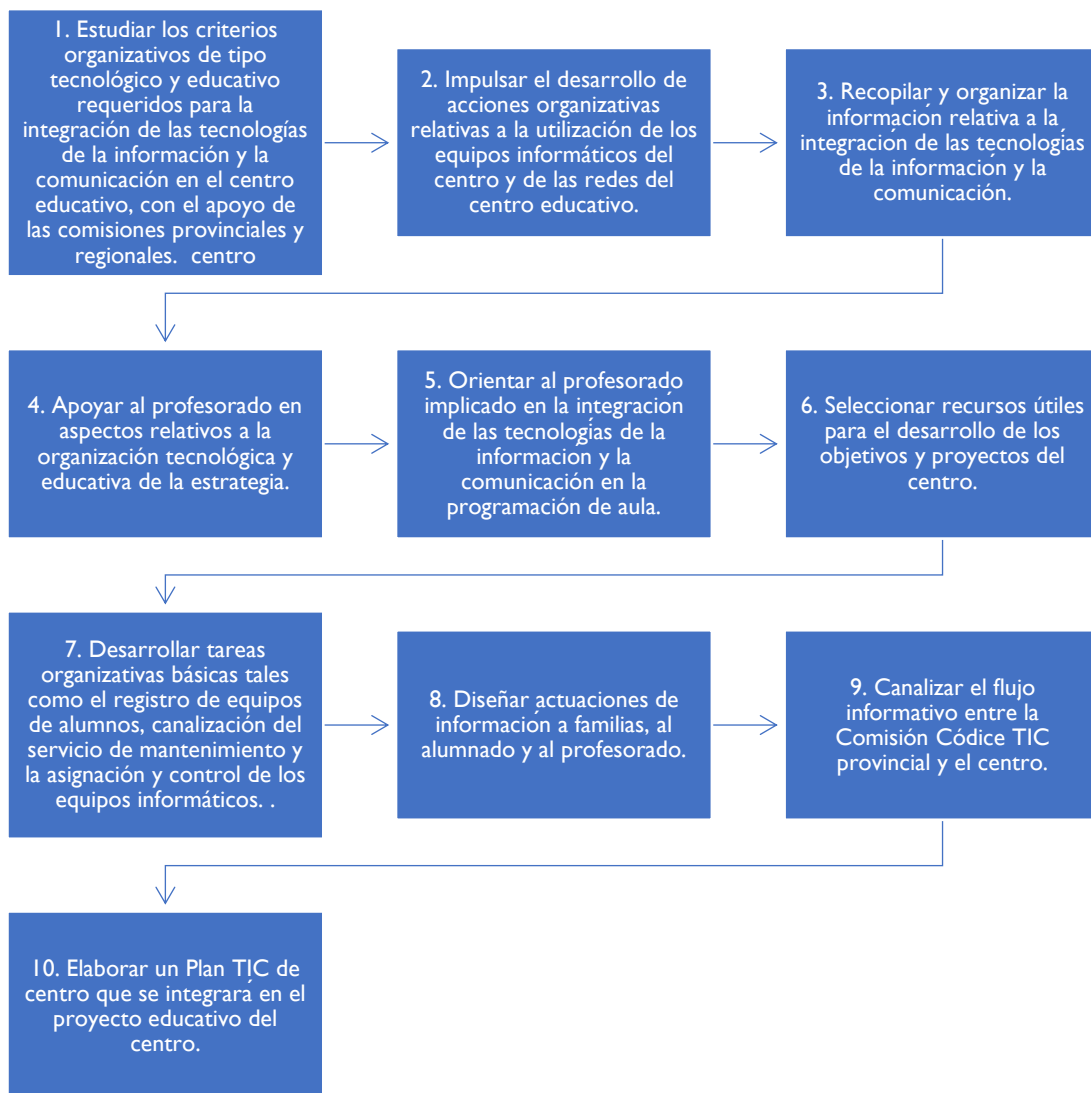 1. Estudiar los criterios
organizativos de tipo
tecnológico y educativo
requeridos para la
integración de las tecnologías
de la información y la
comunicación en el centro
educativo, con el apoyo de
las comisiones provinciales y
regionales.  centro
2. Impulsar el desarrollo de
acciones organizativas
relativas a la utilización de los
equipos informáticos del
centro y de las redes del
centro educativo.
3. Recopilar y organizar la
información relativa a la
integración de las tecnologías
de la información y la
comunicación.
4. Apoyar al profesorado en
aspectos relativos a la
organización tecnológica y
educativa de la estrategia.
5. Orientar al profesorado
implicado en la integración
de las tecnologías de la
información y la
comunicación en la
programación de aula.
6. Seleccionar recursos útiles
para el desarrollo de los
objetivos y proyectos del
centro.
7. Desarrollar tareas
organizativas básicas tales
como el registro de equipos
de alumnos, canalización del
servicio de mantenimiento y
la asignación y control de los
equipos informáticos. .
8. Diseñar actuaciones de
información a familias, al
alumnado y al profesorado.
9. Canalizar el flujo
informativo entre la
Comisión Códice TIC
provincial y el centro.
10. Elaborar un Plan TIC de
centro que se integrará en el
proyecto educativo del
centro.